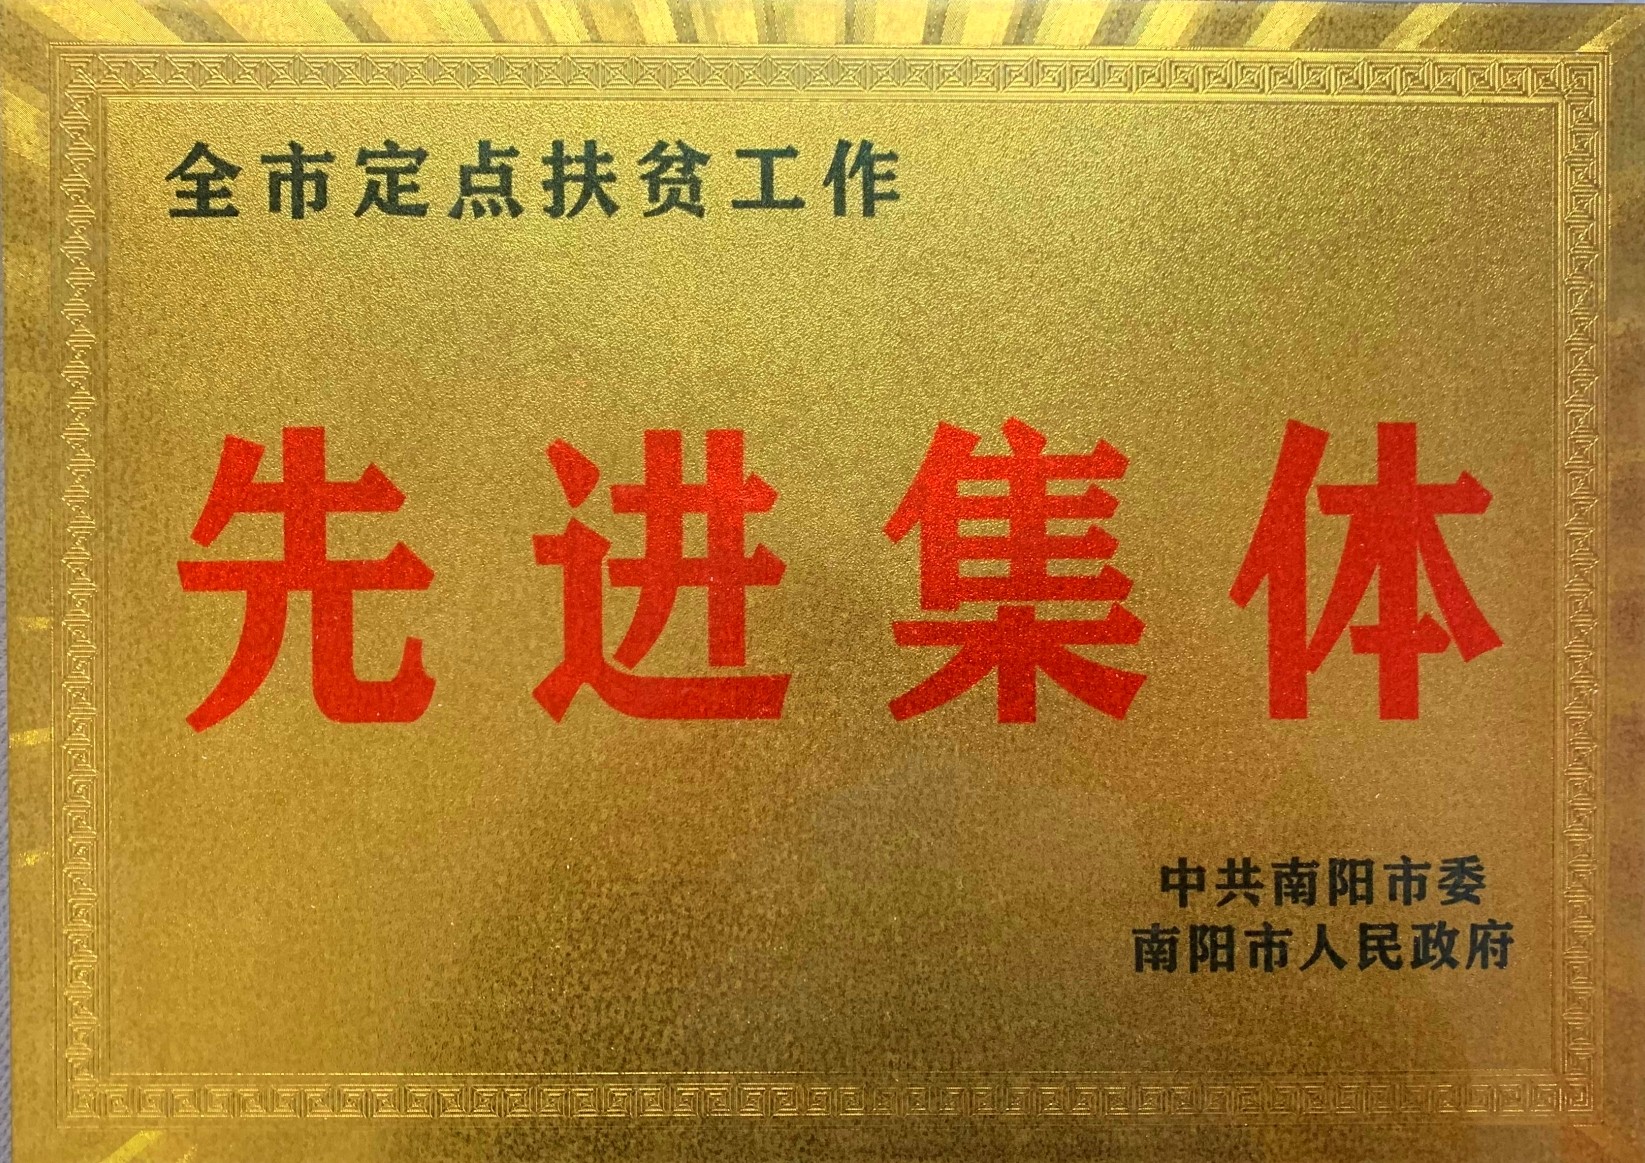 全市定点扶贫工作
先进集体
中共南阳市委
南阳市人民政府